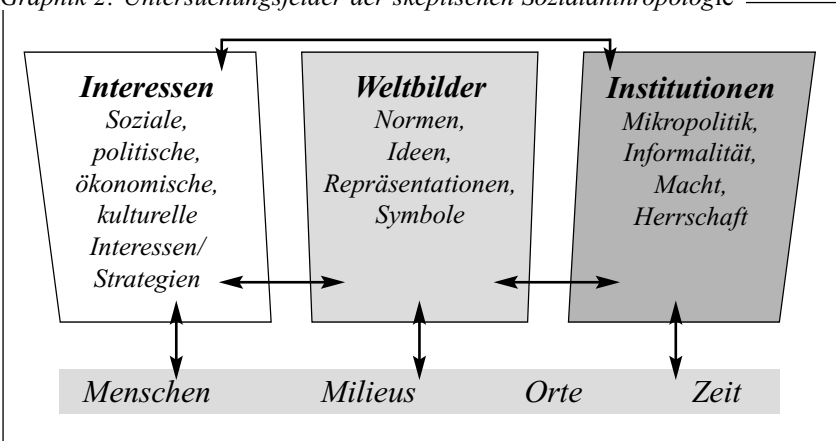 Graphik 2: Untersuchungsfelder der skeptischen Sozialanthropologie
Interessen
Soziale,
politische,
ökonomische,
kulturelle
Interessen/
Strategien
Weltbilder
Normen,
Ideen,
Repräsentationen,
Symbole
Institutionen
Mikropolitik,
Informalität,
Macht,
Herrschaft
Menschen Milieus Orte Zeit